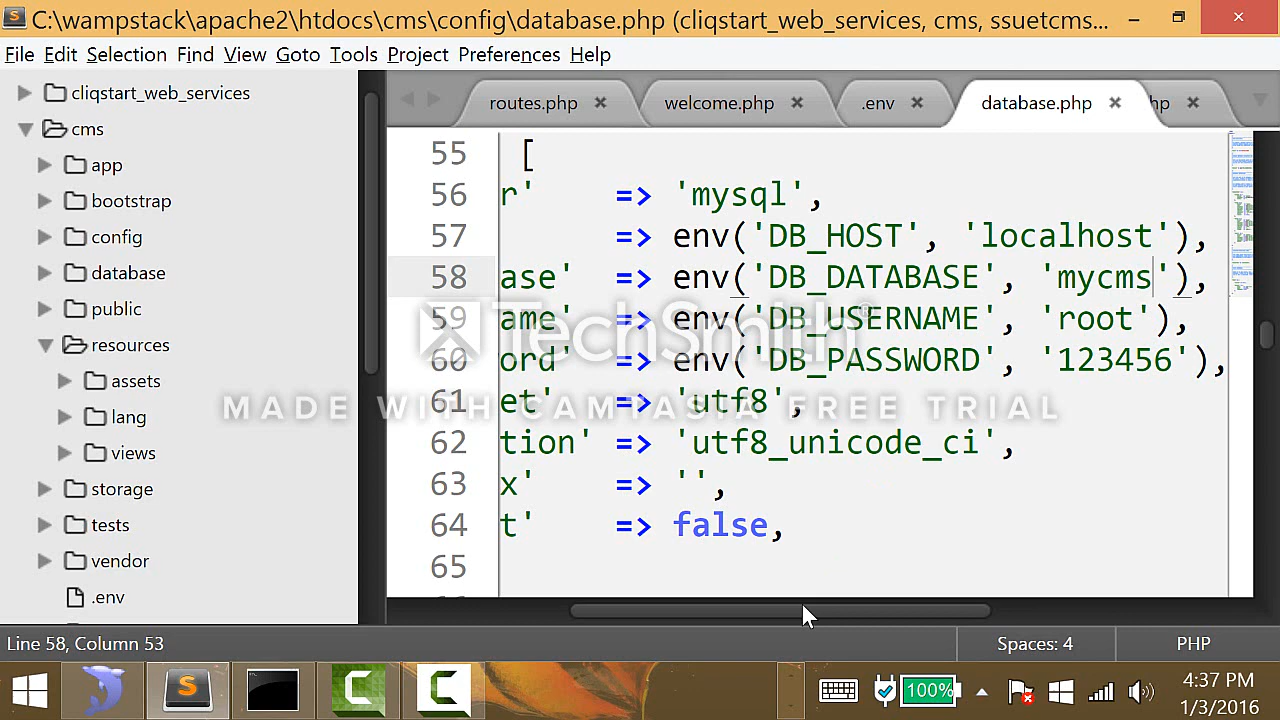 C:\wampstack\apache2\htdocs\cms\config\database.php (cliqstart_web_services, cms, ssuetcms...
File Edit Selection Find View Goto Tools Project Preferences Help
cliqstart_web_services
cms
app
bootstrap
config
database
public
resources
assets
lang
views
storage
tests
vendor
.env
routes.php
welcome.php
.env
database.php
hp
55 [
56 r' => 'mysql',
57 => env('DB_HOST', 'localhost'),
58 ase' => env('DB_DATABASE', 'mycms'),
59 ame' => env('DB_USERNAME', 'root'),
60 ord' => env('DB_PASSWORD', '123456'),
61 et' => 'utf8',
62 tion' => 'utf8_unicode_ci',
63 x' => '',
64 t' => false,
65
TechSmith®
MADE WITH CAMTASIA FREE TRIAL
Line 58, Column 53
Spaces: 4
PHP
100%
4:37 PM
1/3/2016